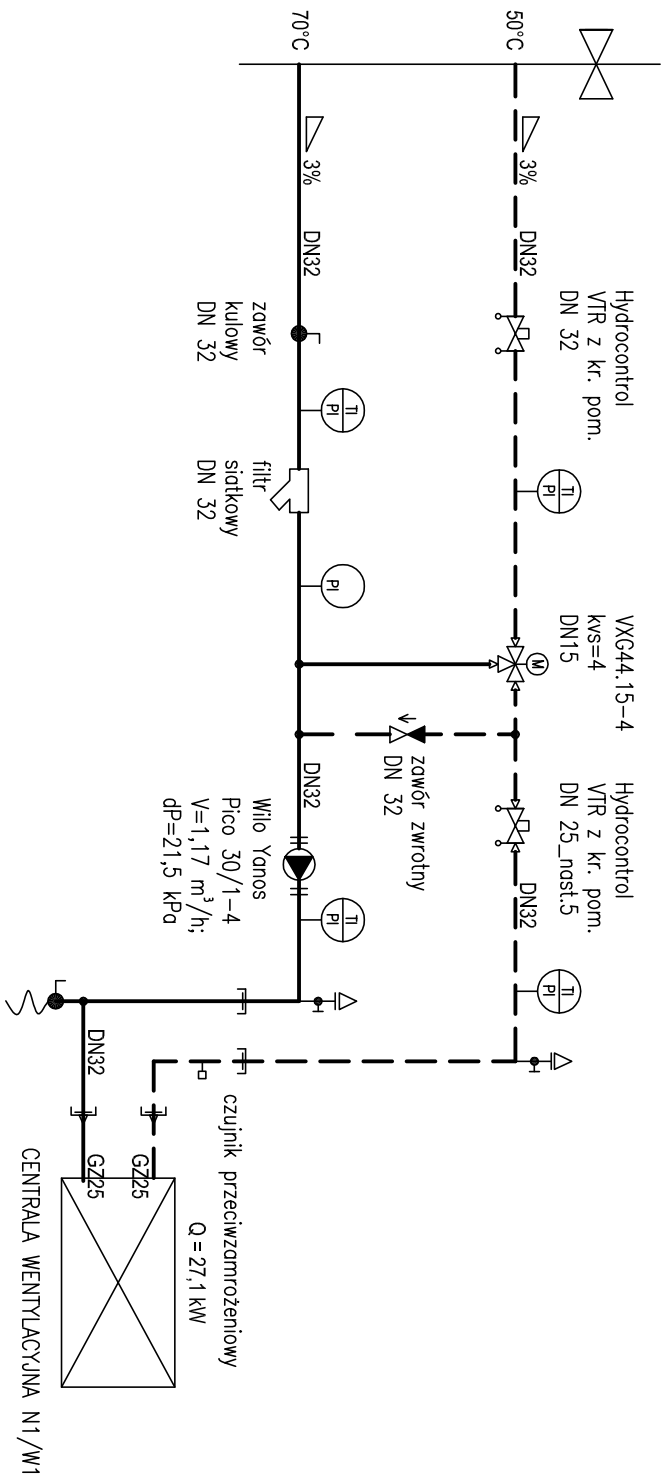 50°C
3%
DN32
Hydrocontrol
VTR z kr. pom.
DN 32
TI
PI
VXG44.15-4
kvs=4
DN15
M
Hydrocontrol
VTR z kr. pom.
DN 25_nast.5
DN32
TI
PI
70°C
3%
DN32
zawór
kulowy
DN 32
TI
PI
filtr
siatkowy
DN 32
PI
zawór zwrotny
DN 32
DN32
Wilo Yanos
Pico 30/1-4
V=1,17 m³/h;
dP=21,5 kPa
TI
PI
DN32
czujnik przeciwzamrożeniowy
GZ25
GZ25
Q = 27,1 kW
CENTRALA WENTYLACYJNA N1/W1